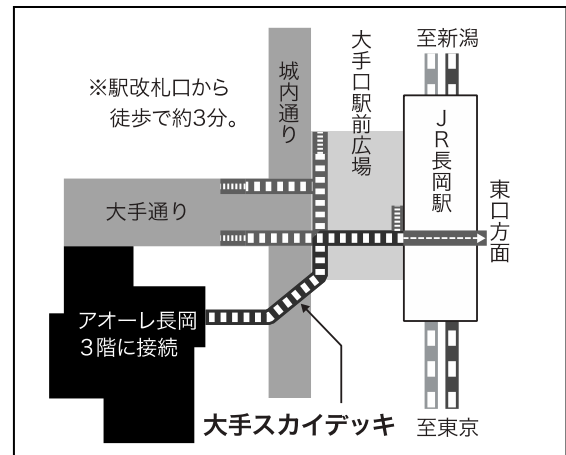 ※駅改札口から
徒歩で約3分。
城内通り
大手口駅前広場
至新潟
JR長岡駅
東口方面
大手通り
アオーレ長岡
3階に接続
大手スカイデッキ
至東京